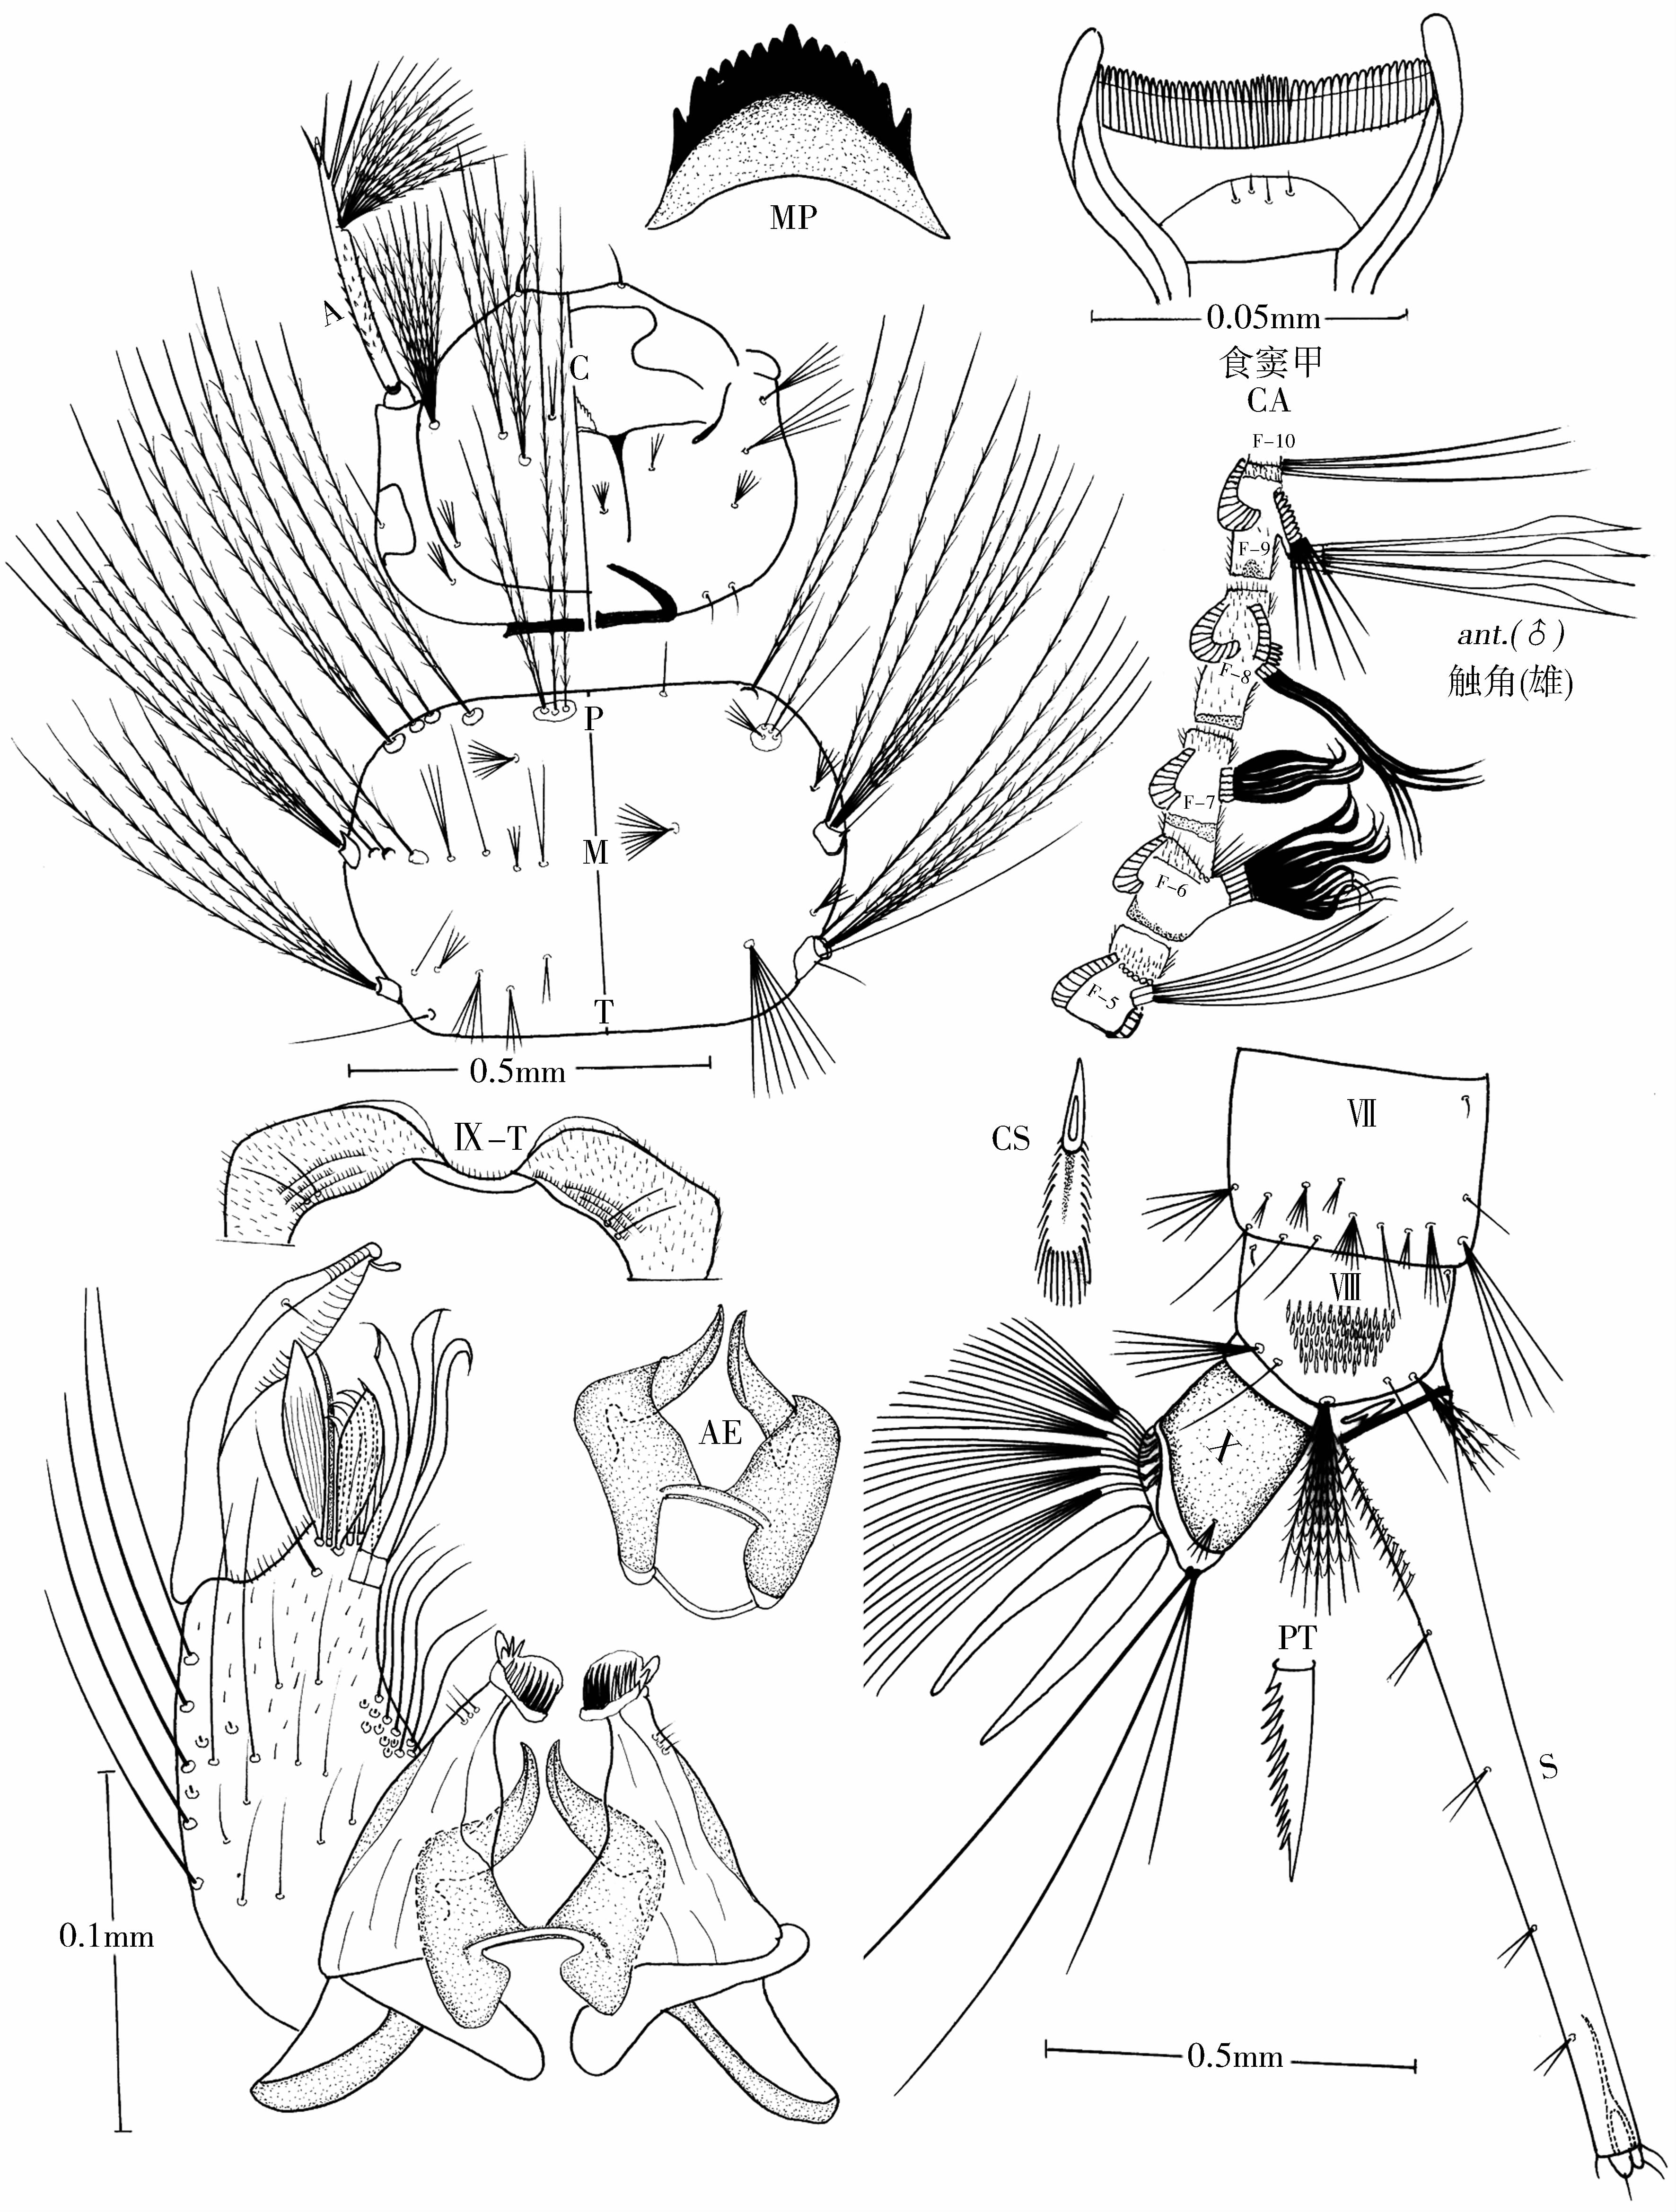 MP
A
C
0.05mm
食窦甲
CA
F-10
F-9
ant.(♂)
触角(雄)
F-8
F-7
F-6
F-5
P
M
T
0.5mm
Ⅸ-T
CS
Ⅶ
Ⅷ
AE
X
PT
S
0.1mm
0.5mm